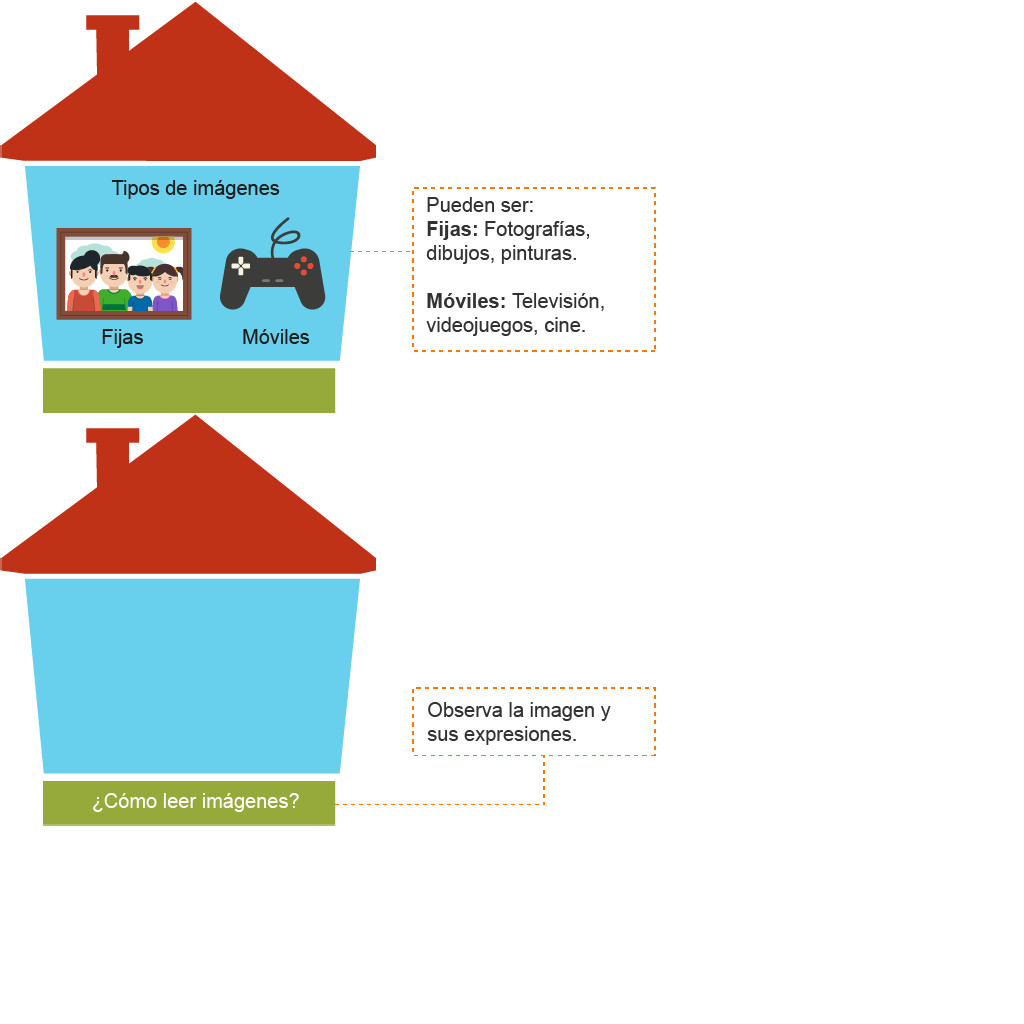 Tipos de imágenes
Fijas
Móviles
Pueden ser:
Fijas: Fotografías,
dibujos, pinturas.
Móviles: Televisión,
videojuegos, cine.
Observa la imagen y
sus expresiones.
¿Cómo leer imágenes?